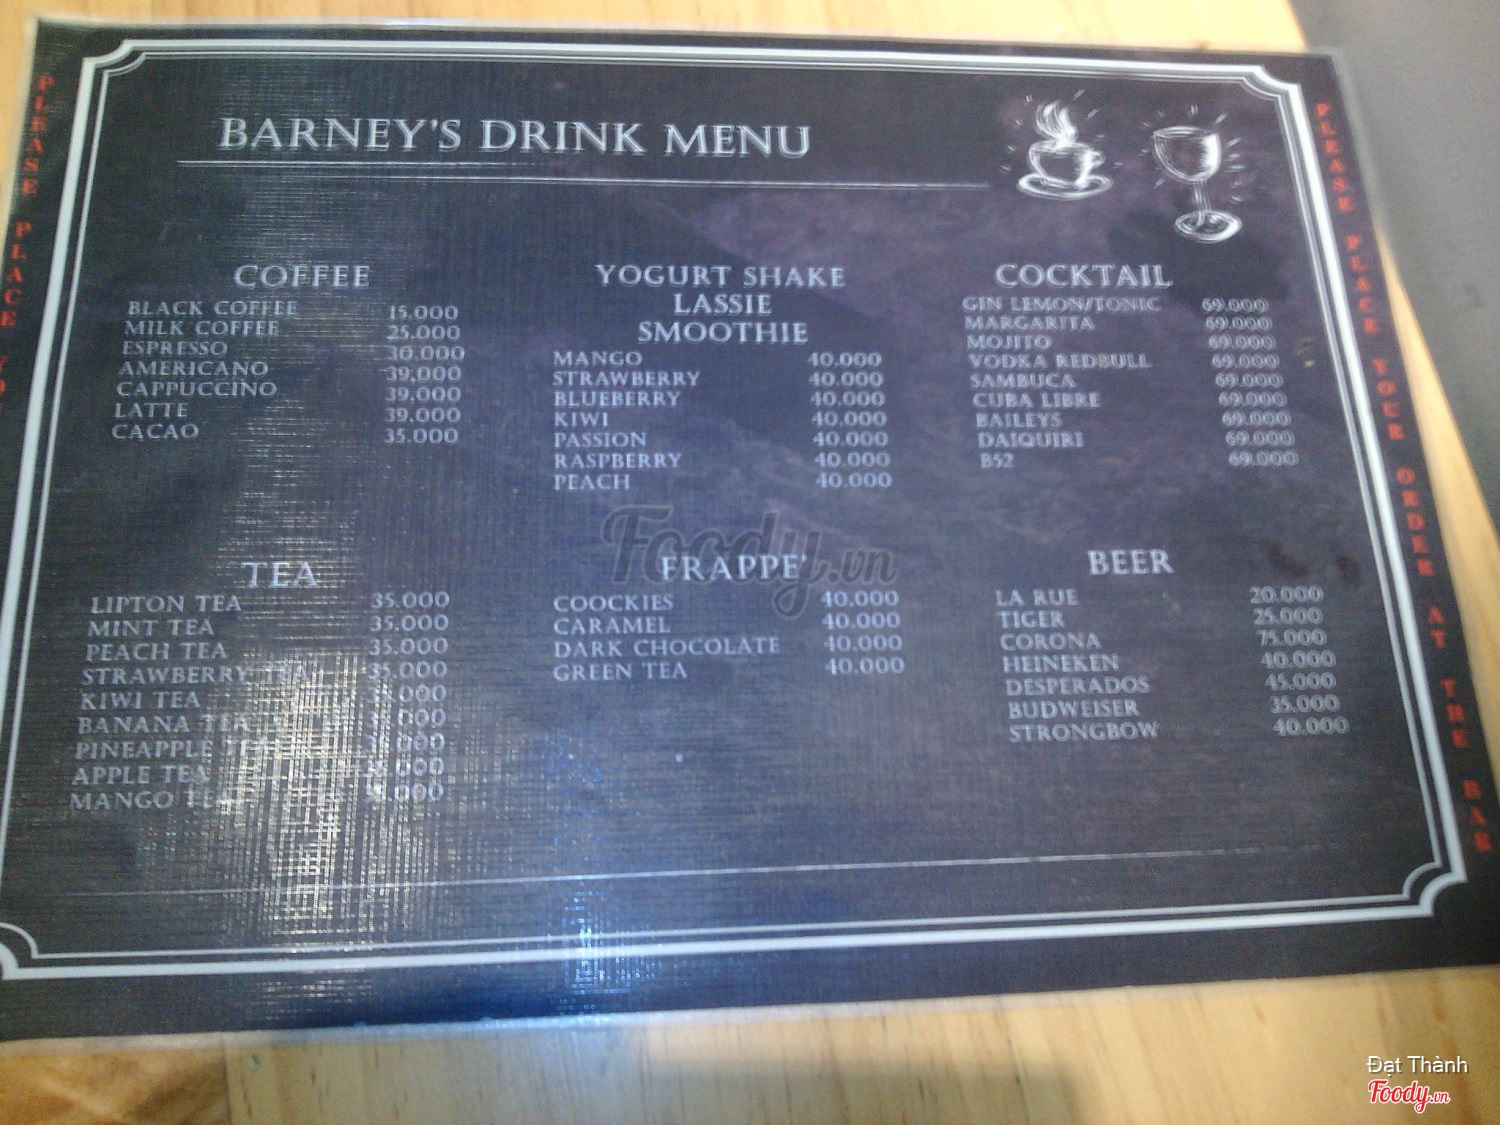 BARNEY'S DRINK MENU
COFFEE
BLACK COFFEE 15.000
MILK COFFEE 25.000
ESPRESSO 30.000
AMERICANO 39.000
CAPPUCCINO 39.000
LATTE 39.000
CACAO 35.000
YOGURT SHAKE
LASSIE
SMOOTHIE
MANGO 40.000
STRAWBERRY 40.000
BLUEBERRY 40.000
KIWI 40.000
PASSION 40.000
RASPBERRY 40.000
PEACH 40.000
COCKTAIL
GIN LEMON/TONIC 69.000
MARGARITA 69.000
MOJITO 69.000
VODKA REDBULL 69.000
SAMBUCA 69.000
CUBA LIBRE 69.000
BAILEYS 69.000
DAIQUIRI 69.000
B52 69.000
TEA
LIPTON TEA 35.000
MINT TEA 35.000
PEACH TEA 35.000
STRAWBERRY TEA 35.000
KIWI TEA 35.000
BANANA TEA 35.000
PINEAPPLE TEA
APPLE TEA
MANGO TEA
FRAPPE'
COOCKIES 40.000
CARAMEL 40.000
DARK CHOCOLATE 40.000
GREEN TEA 40.000
BEER
LA RUE 20.000
TIGER 25.000
CORONA 75.000
HEINEKEN 40.000
DESPERADOS 45.000
BUDWEISER 35.000
STRONGBOW 40.000
PLEASE PLACE
PLEASE PLACE YOUR ORDER AT THE BAR
Foody.vn
Đạt Thành
Foody.vn